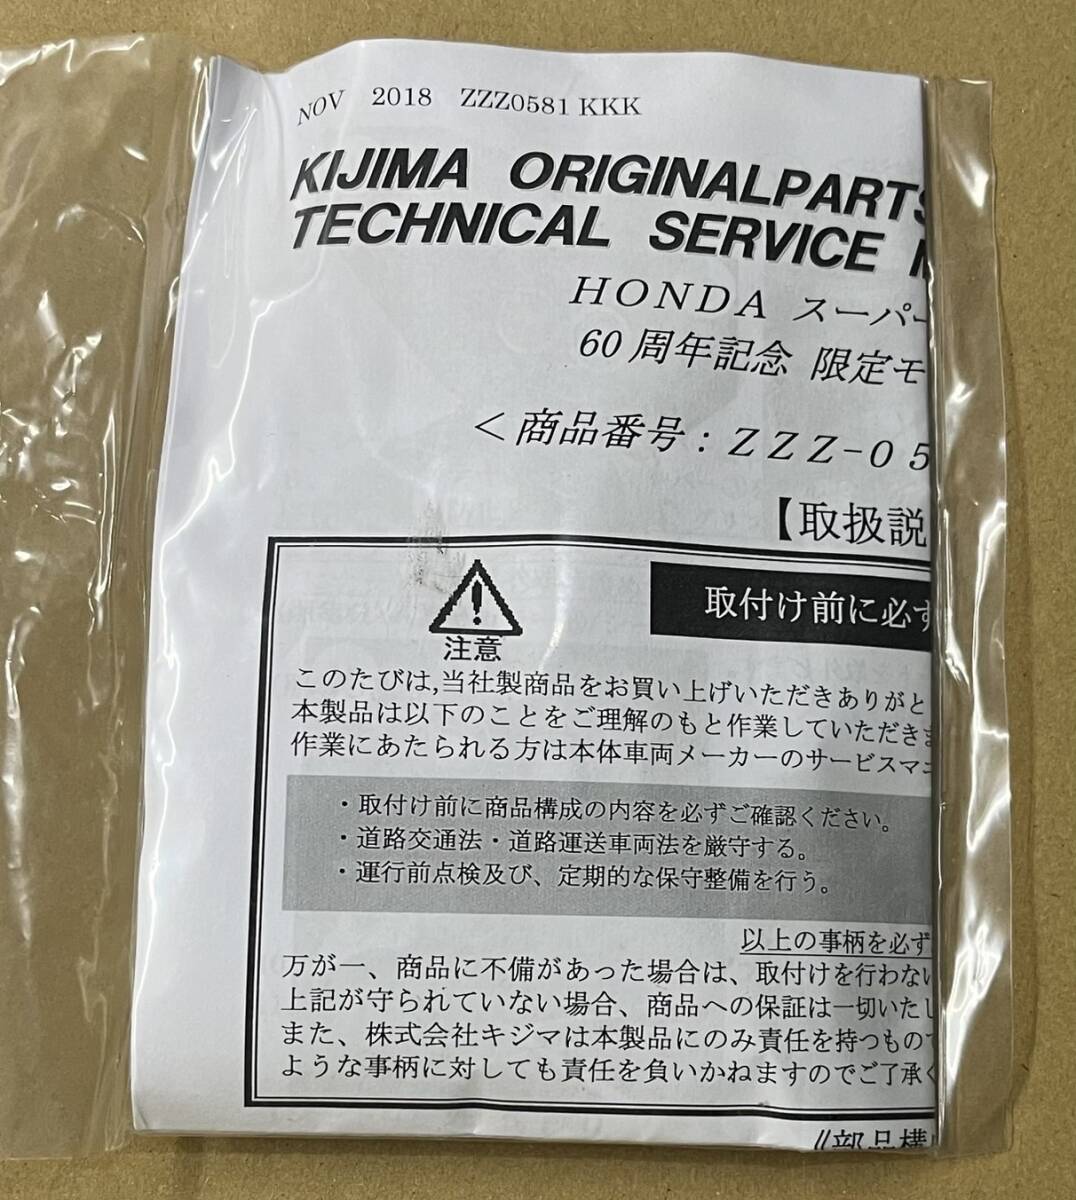 NOV 2018 ZZZ0581 KKK
KIJIMA ORIGINALPARTS
TECHNICAL SERVICE M
HONDA スーパー
60周年記念 限定モ
<商品番号:ZZZ-05
【取扱説
取付け前に必ず
注意
このたびは,当社製商品をお買い上げいただきありがと
本製品は以下のことをご理解のもと作業していただきま
作業にあたられる方は本体車両メーカーのサービスマニ
・取付け前に商品構成の内容を必ずご確認ください。
・道路交通法・道路運送車両法を厳守する。
・運行前点検及び、定期的な保守整備を行う。
以上の事柄を必ず
万が一、商品に不備があった場合は、取付けを行わない
上記が守られていない場合、商品への保証は一切いたし
また、株式会社キジマは本製品にのみ責任を持つもので
ような事柄に対しても責任を負いかねますのでご了承く
//部品構